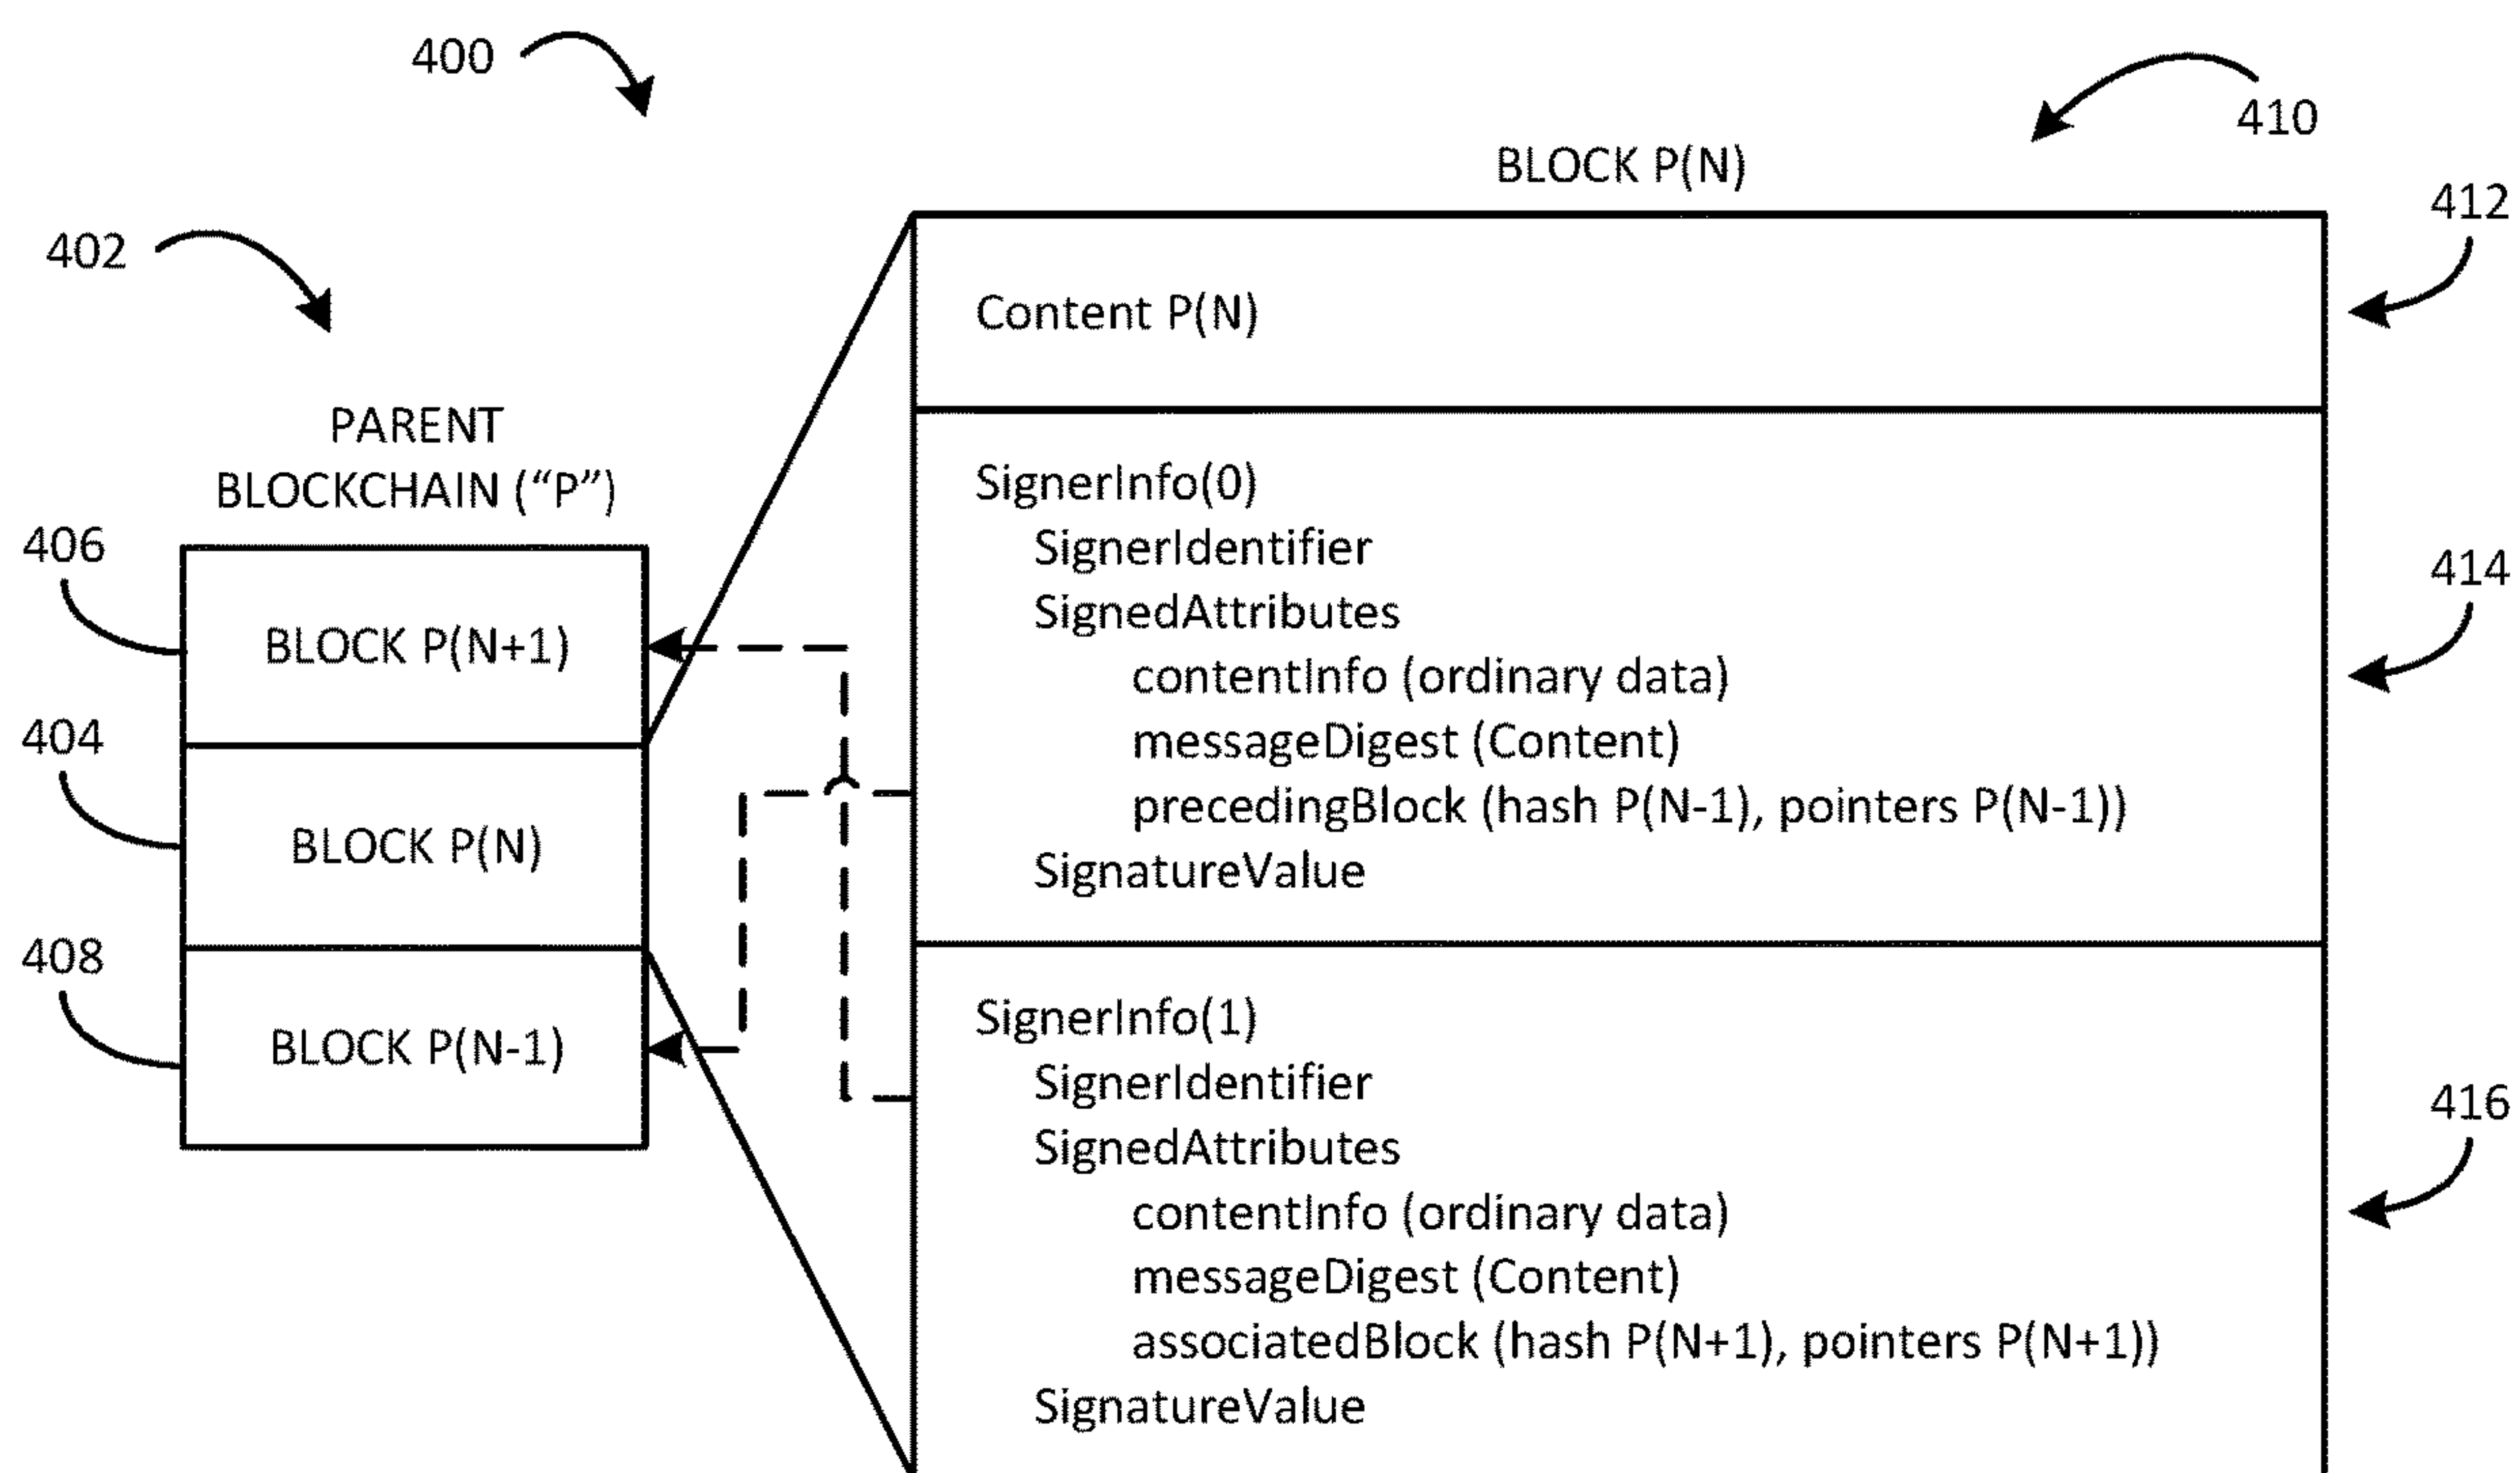 400
410
BLOCK P(N)
412
402
Content P(N)
PARENT
BLOCKCHAIN (“P”)
406
BLOCK P(N+1)
404
BLOCK P(N)
408
BLOCK P(N-1)
SignerInfo(0)
SignerIdentifier
SignedAttributes
contentInfo (ordinary data)
messageDigest (Content)
precedingBlock (hash P(N-1), pointers P(N-1))
SignatureValue
414
SignerInfo(1)
SignerIdentifier
SignedAttributes
contentInfo (ordinary data)
messageDigest (Content)
associatedBlock (hash P(N+1), pointers P(N+1))
SignatureValue
416